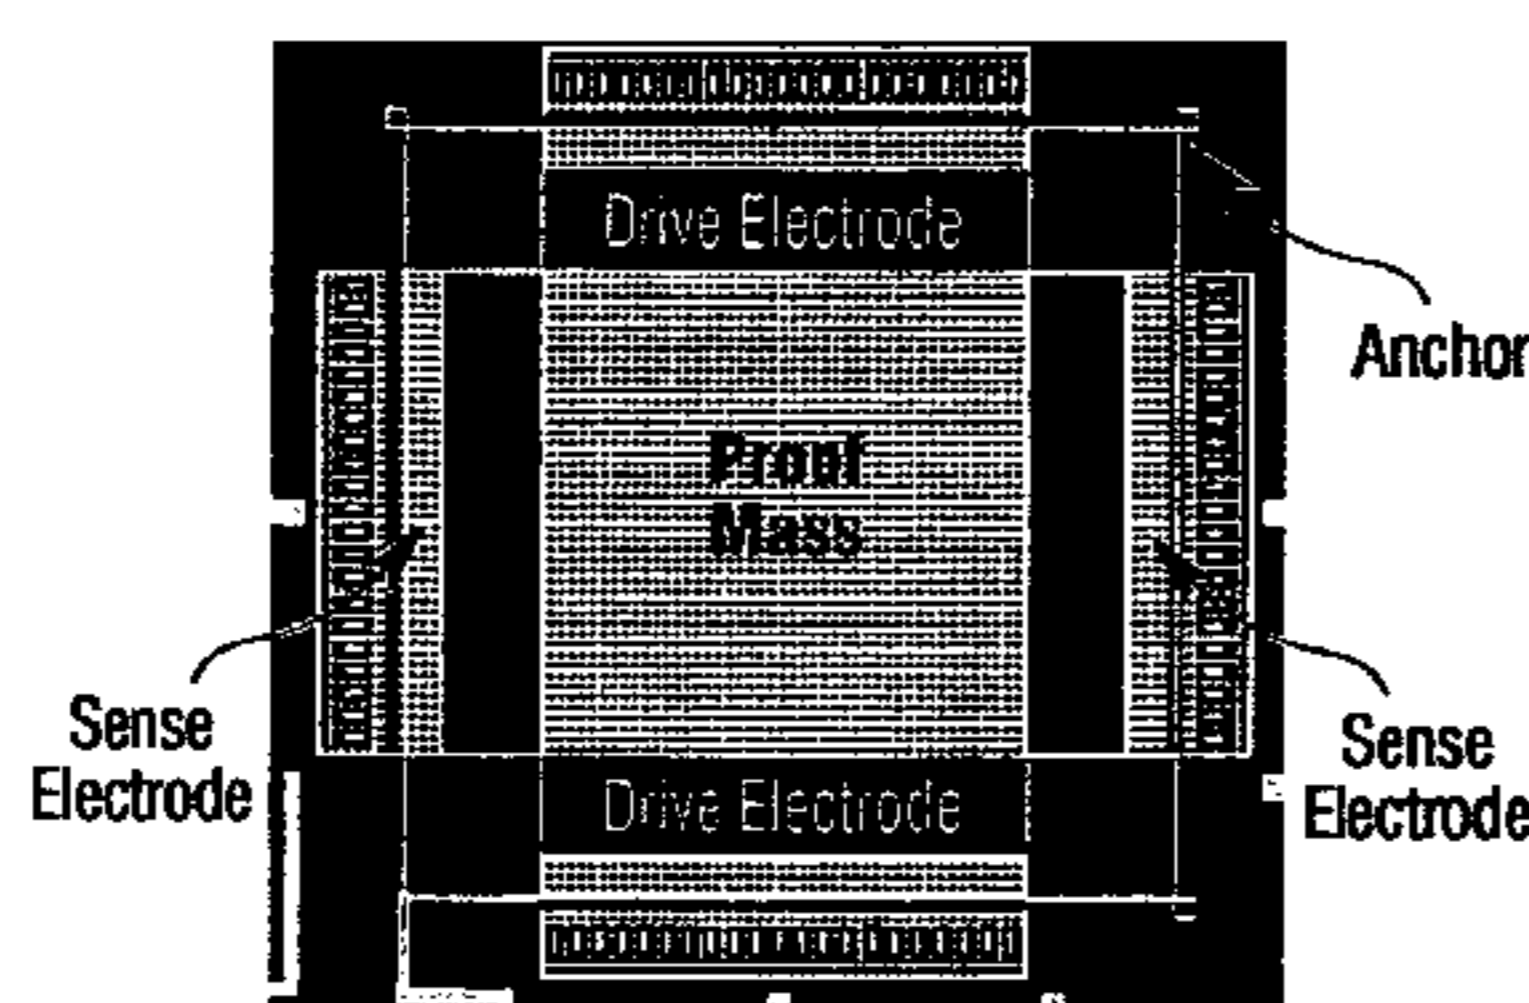 Drive Electrode
Anchor
Proof
Mass
Sense
Electrode
Sense
Electrode
Drive Electrode